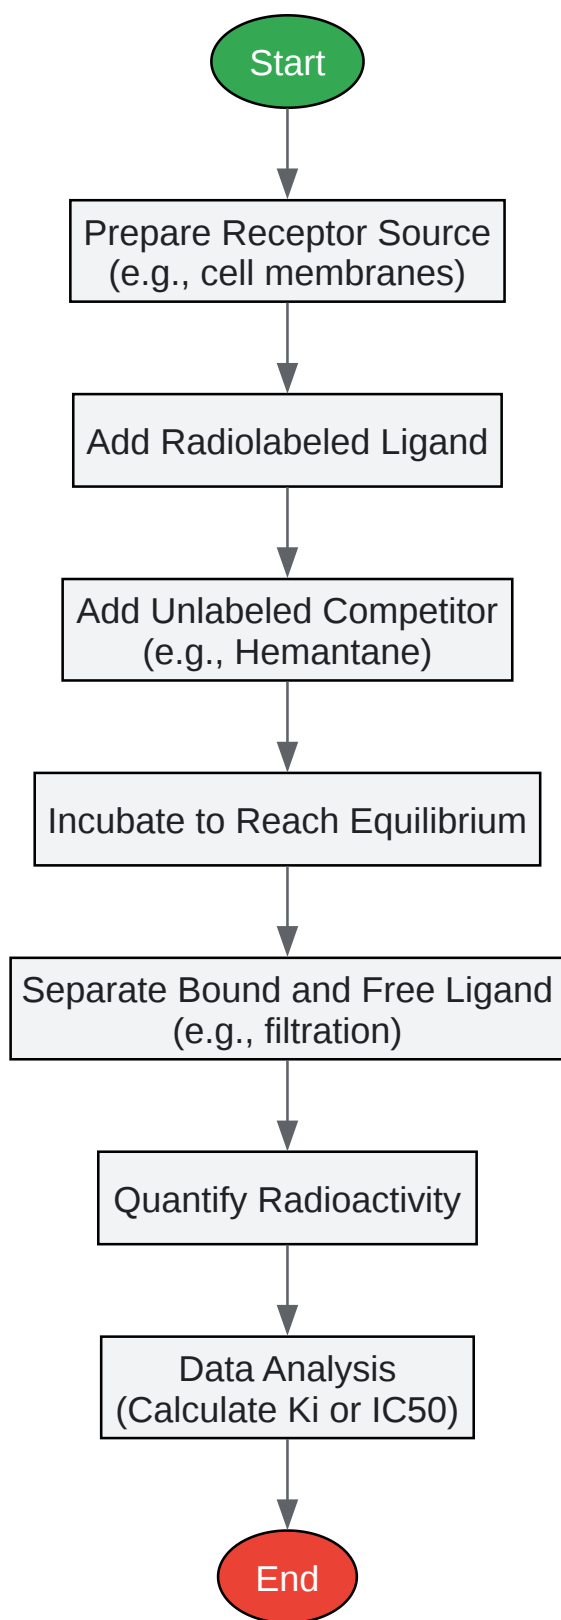 Start
Prepare Receptor Source
(e.g., cell membranes)
Add Radiolabeled Ligand
Add Unlabeled Competitor
(e.g., Hemantane)
Incubate to Reach Equilibrium
Separate Bound and Free Ligand
(e.g., filtration)
Quantify Radioactivity
Data Analysis
(Calculate Ki or IC50)
End